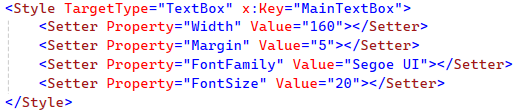 <Style TargetType="TextBox" x:Key="MainTextBox">
    <Setter Property="Width" Value="160"></Setter>
    <Setter Property="Margin" Value="5"></Setter>
    <Setter Property="FontFamily" Value="Segoe UI"></Setter>
    <Setter Property="FontSize" Value="20"></Setter>
</Style>